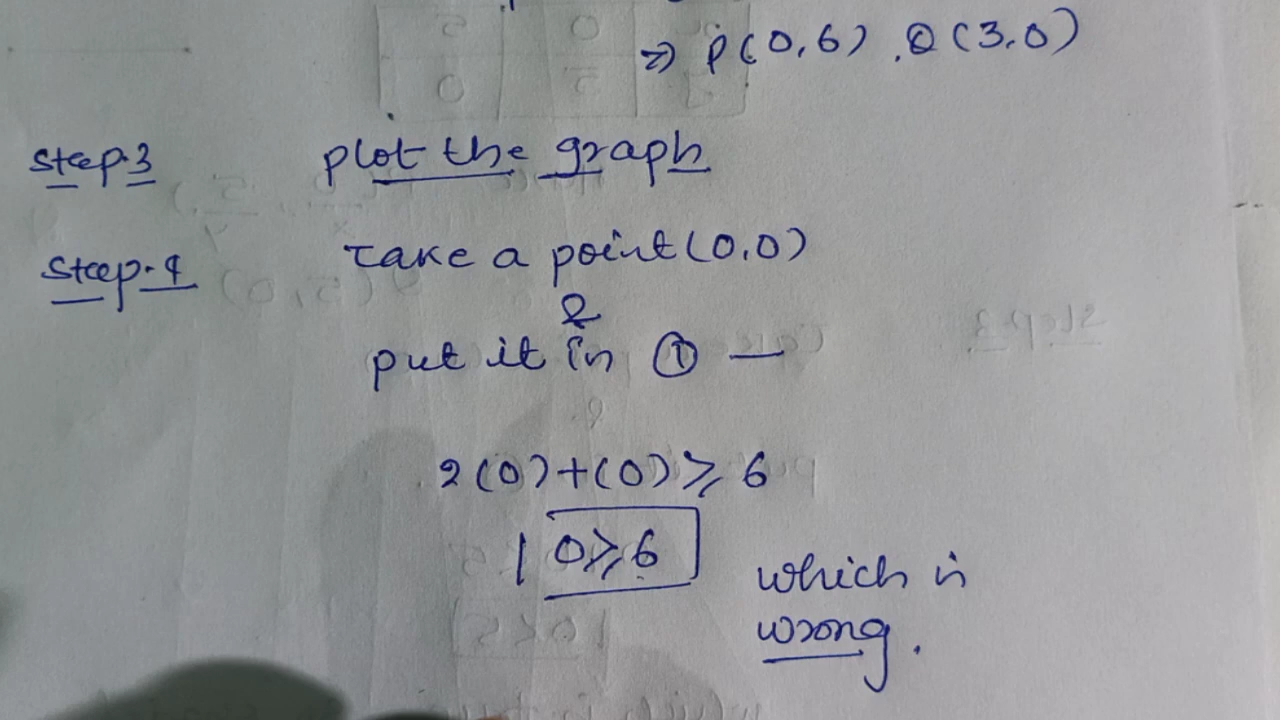 ⇒ P(0,6) , Q(3,0)
Step-3 plot the graph
Step-4 Take a point (0,0)
&
put it in ① —
2(0)+(0) ≥ 6
0 ≥ 6
which is
wrong.